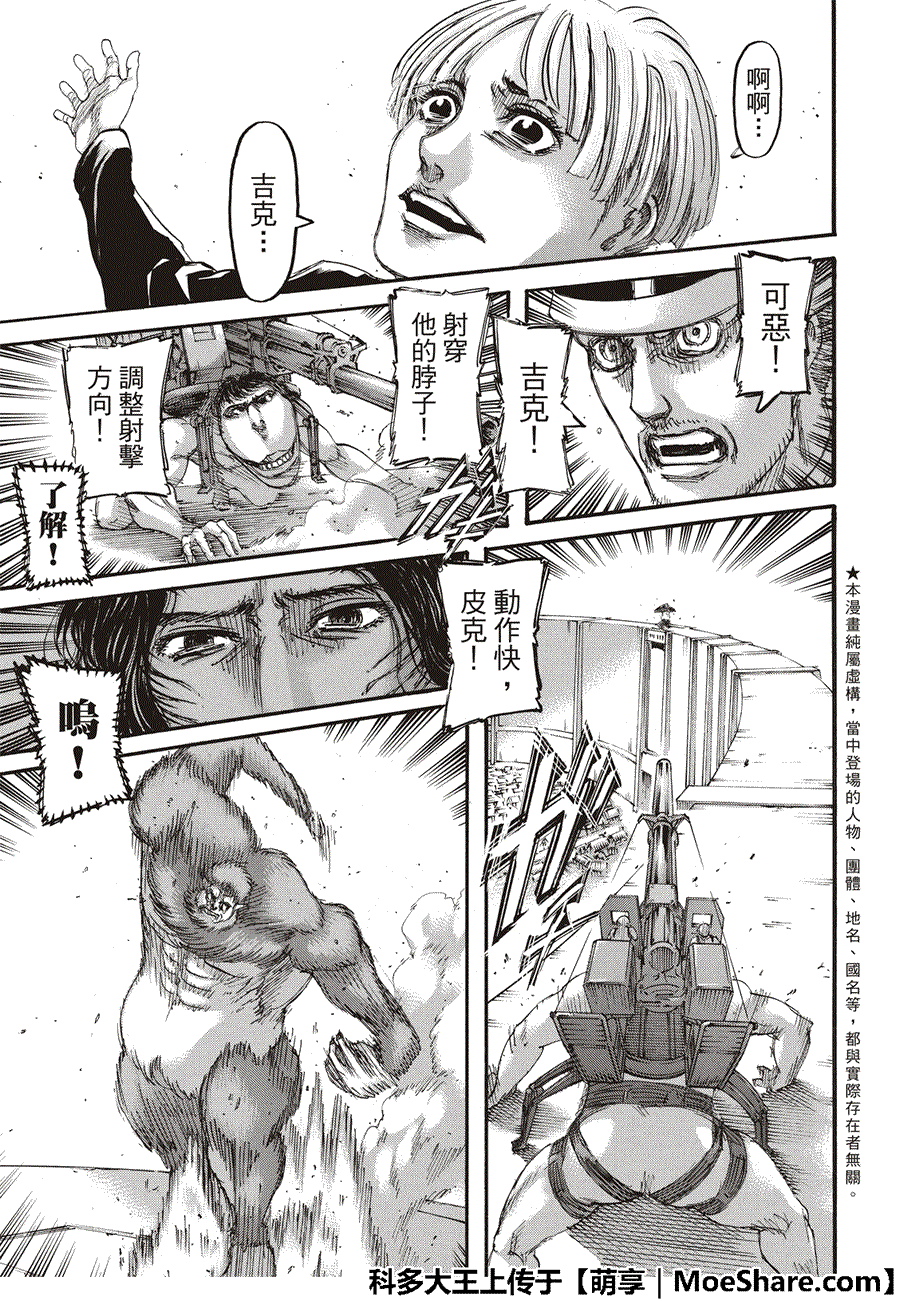 啊啊…
吉克…
可惡！
吉克！
射穿
他的脖子！
調整射擊
方向！
了解！
動作快，
皮克！
嗚！
★本漫畫純屬虛構，當中登場的人物、團體、地名、國名等，都與實際存在者無關。
科多大王上传于【萌享｜MoeShare.com】